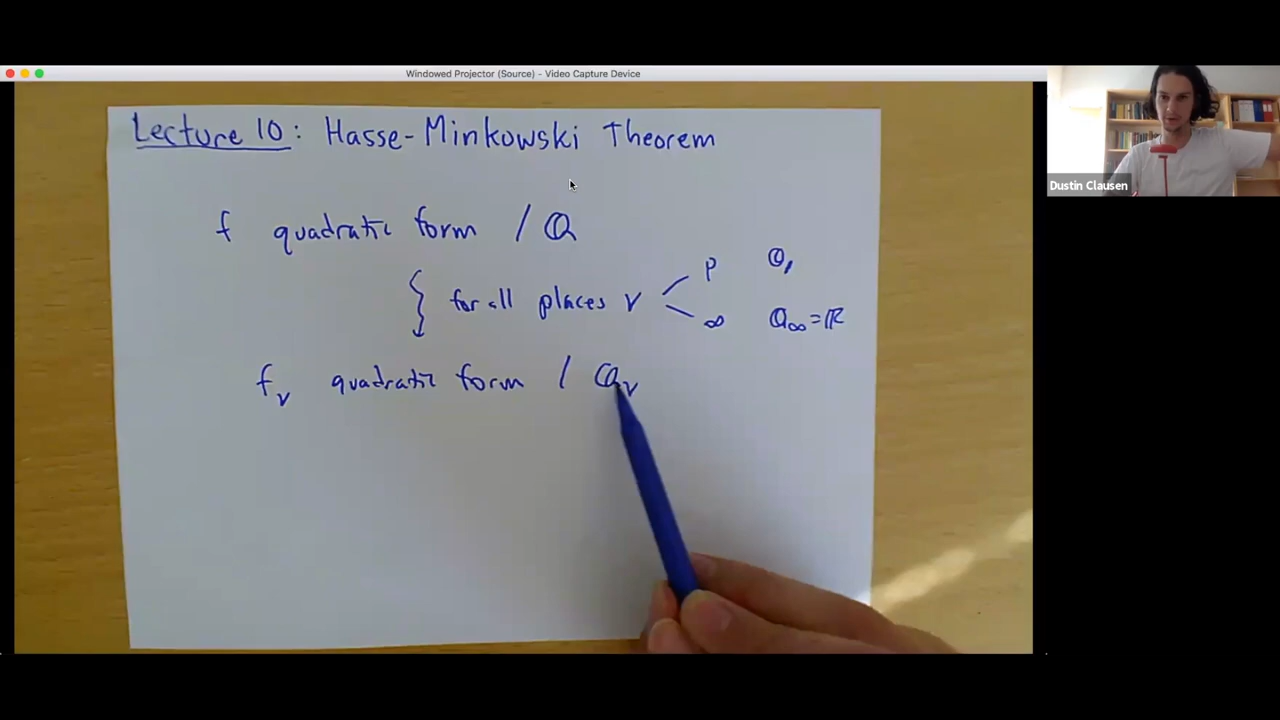 Windowed Projector (Source) - Video Capture Device
Dustin Clausen
Lecture 10: Hasse-Minkowski Theorem
f quadratic form / ℚ
p ℚₚ
for all places v
∞ ℚ∞=ℝ
fᵥ quadratic form / ℚᵥ